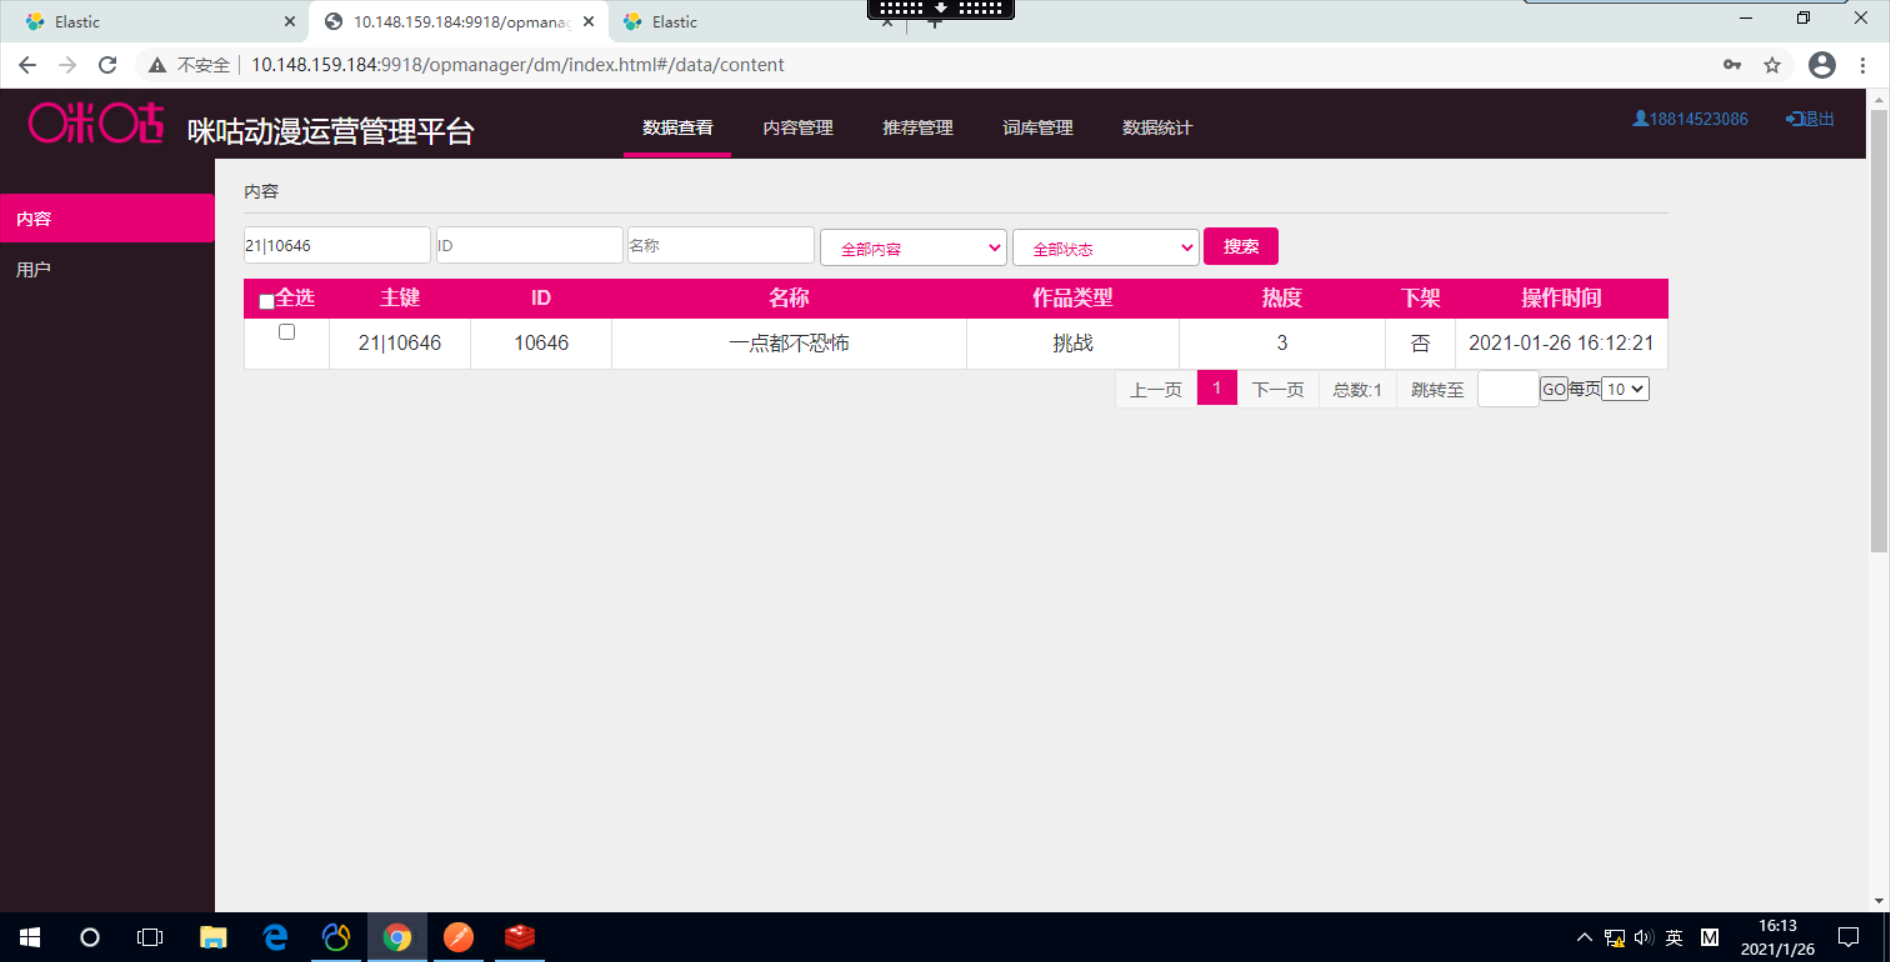 Elastic
10.148.159.184:9918/opmanag
Elastic
不安全 10.148.159.184:9918/opmanager/dm/index.html#/data/content
咪咕 咪咕动漫运营管理平台 数据查看 内容管理 推荐管理 词库管理 数据统计 18814523086 退出
内容
用户
内容
21|10646 ID 名称 全部内容 全部状态 搜索
全选 主键 ID 名称 作品类型 热度 下架 操作时间
21|10646 10646 一点都不恐怖 挑战 3 否 2021-01-26 16:12:21
上一页 1 下一页 总数:1 跳转至 GO 每页 10
英 M 16:13
2021/1/26